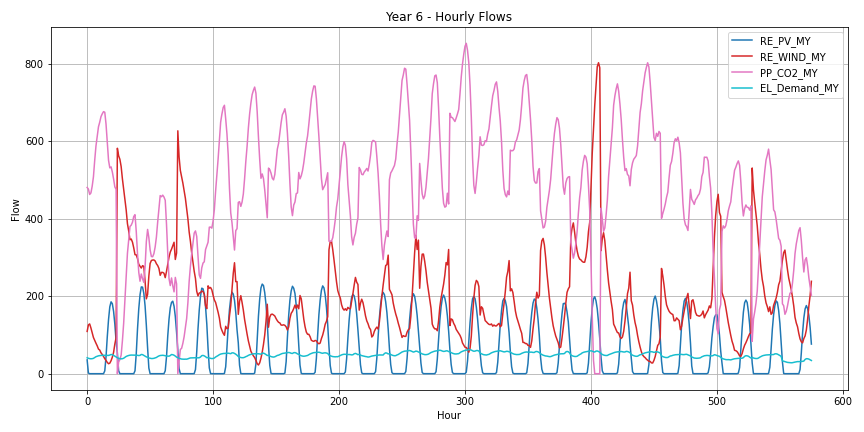 Year 6 - Hourly Flows
RE_PV_MY
RE_WIND_MY
PP_CO2_MY
EL_Demand_MY
800
600
400
200
0
Flow
0 100 200 300 400 500 600
Hour